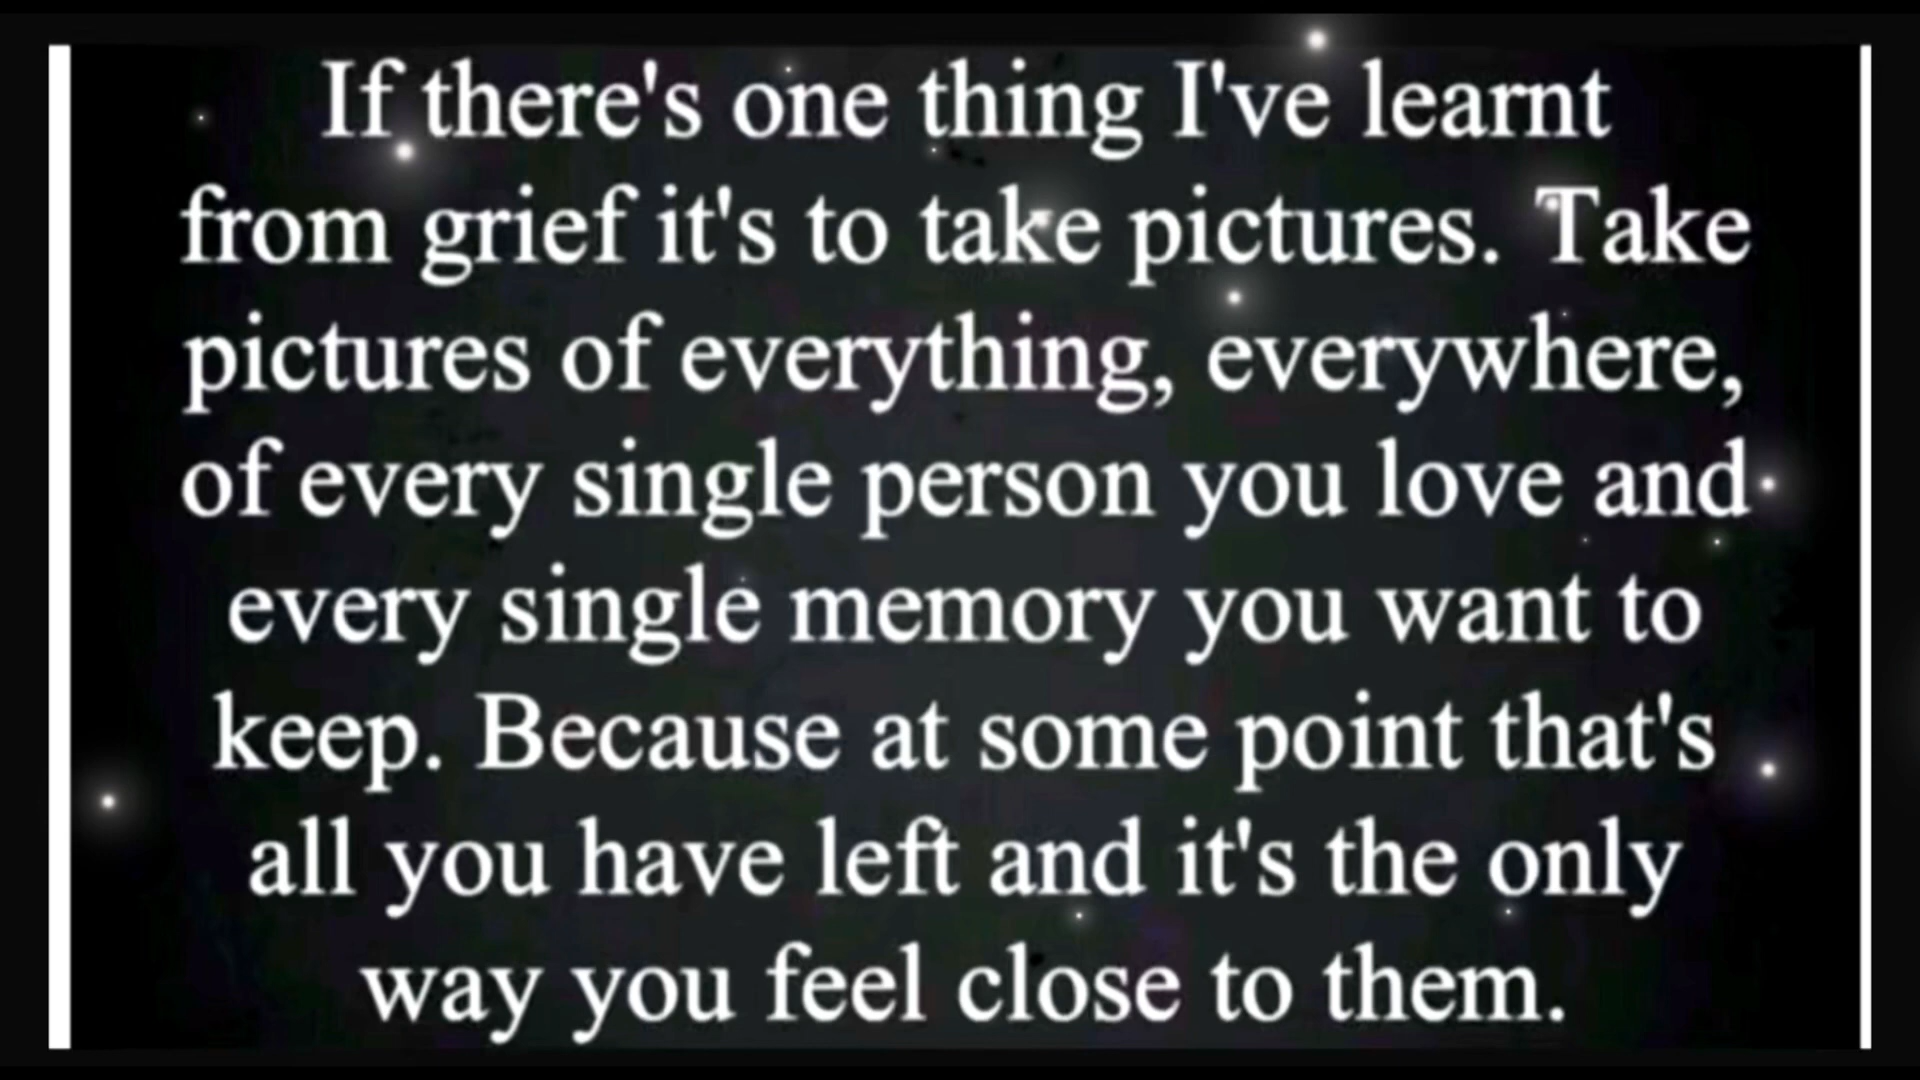 If there's one thing I've learnt
from grief it's to take pictures. Take
pictures of everything, everywhere,
of every single person you love and
every single memory you want to
keep. Because at some point that's
all you have left and it's the only
way you feel close to them.